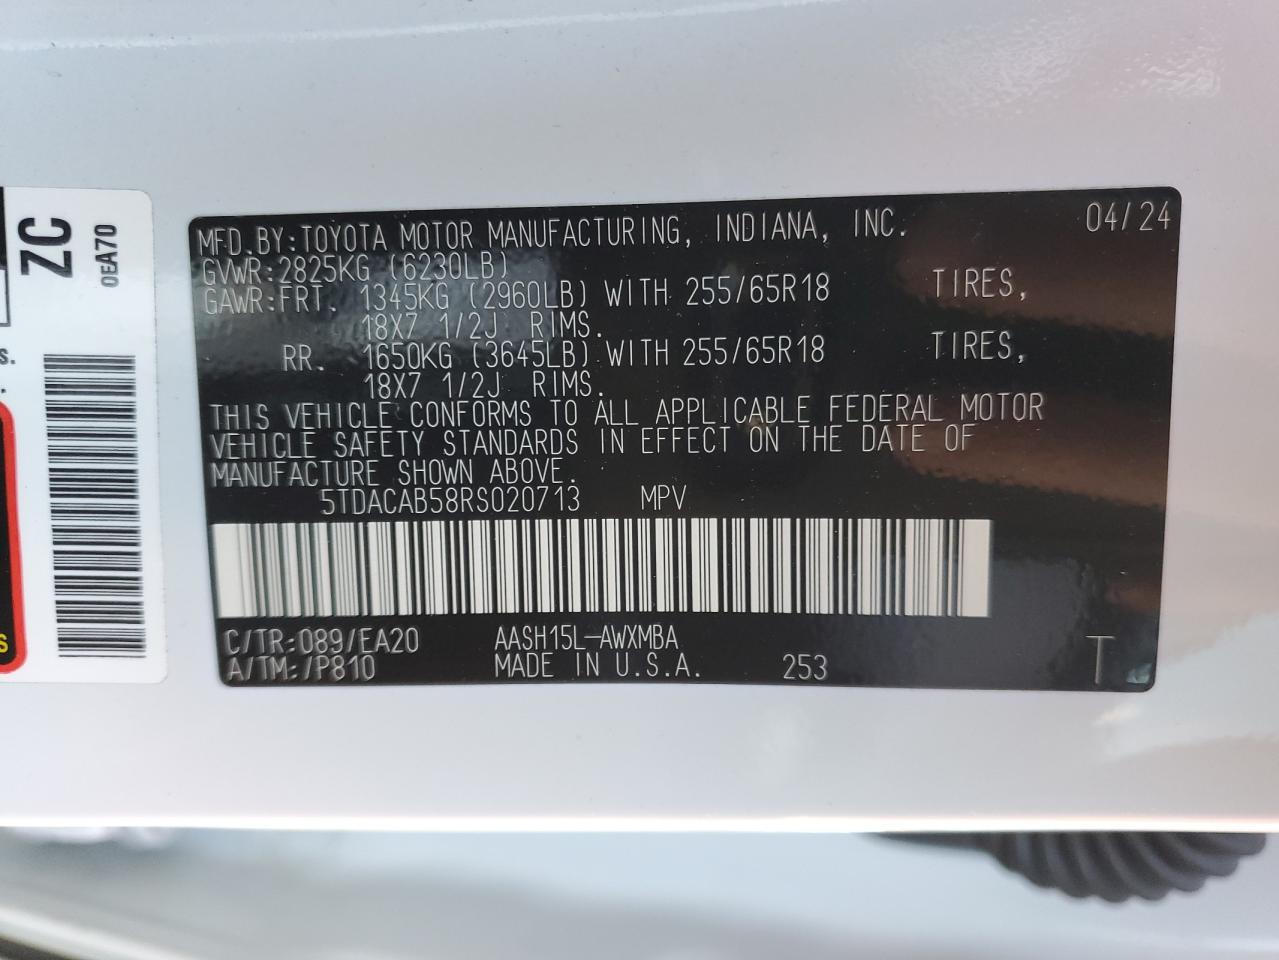 MFD.BY:TOYOTA MOTOR MANUFACTURING, INDIANA, INC. 04/24
GVWR:2825KG (6230LB)
GAWR:FRT. 1345KG (2960LB) WITH 255/65R18 TIRES,
18X7 1/2J RIMS.
RR. 1650KG (3645LB) WITH 255/65R18 TIRES,
18X7 1/2J RIMS.
THIS VEHICLE CONFORMS TO ALL APPLICABLE FEDERAL MOTOR
VEHICLE SAFETY STANDARDS IN EFFECT ON THE DATE OF
MANUFACTURE SHOWN ABOVE.
5TDACAB58RS020713 MPV
C/TR:089/EA20 AASH15L-AWXMBA
A/TM:/P810 MADE IN U.S.A. 253 T
ZC
0EA70